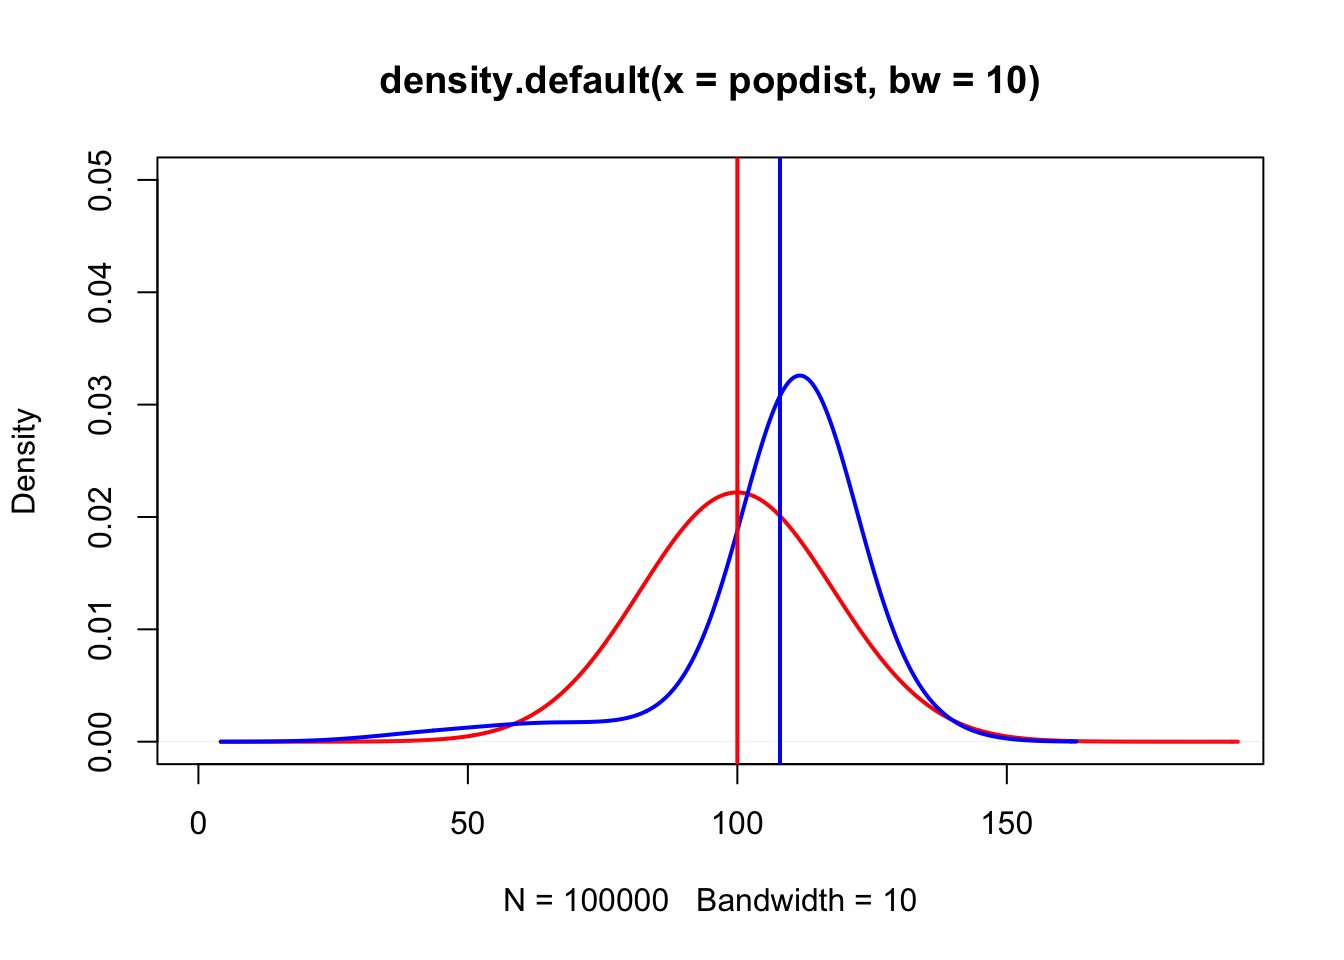 density.default(x = popdist, bw = 10)
Density
0.05
0.04
0.03
0.02
0.01
0.00
0 50 100 150
N = 100000 Bandwidth = 10